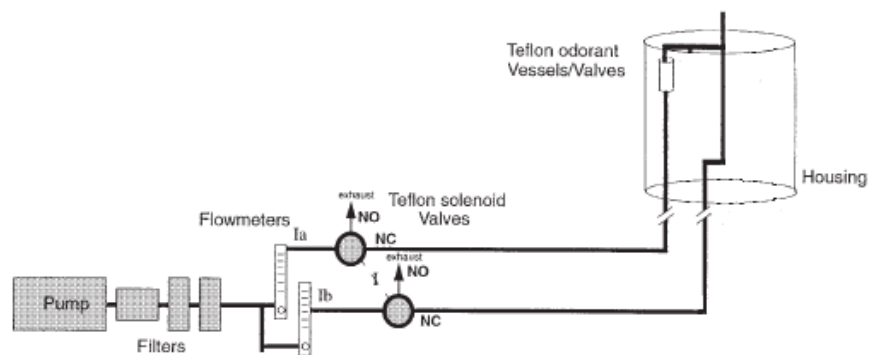 Teflon odorant
Vessels/Valves
Housing
exhaust
Teflon solenoid
Valves
NO
Flowmeters
Ia
NC
exhaust
NO
Ib
NC
Pump
Filters